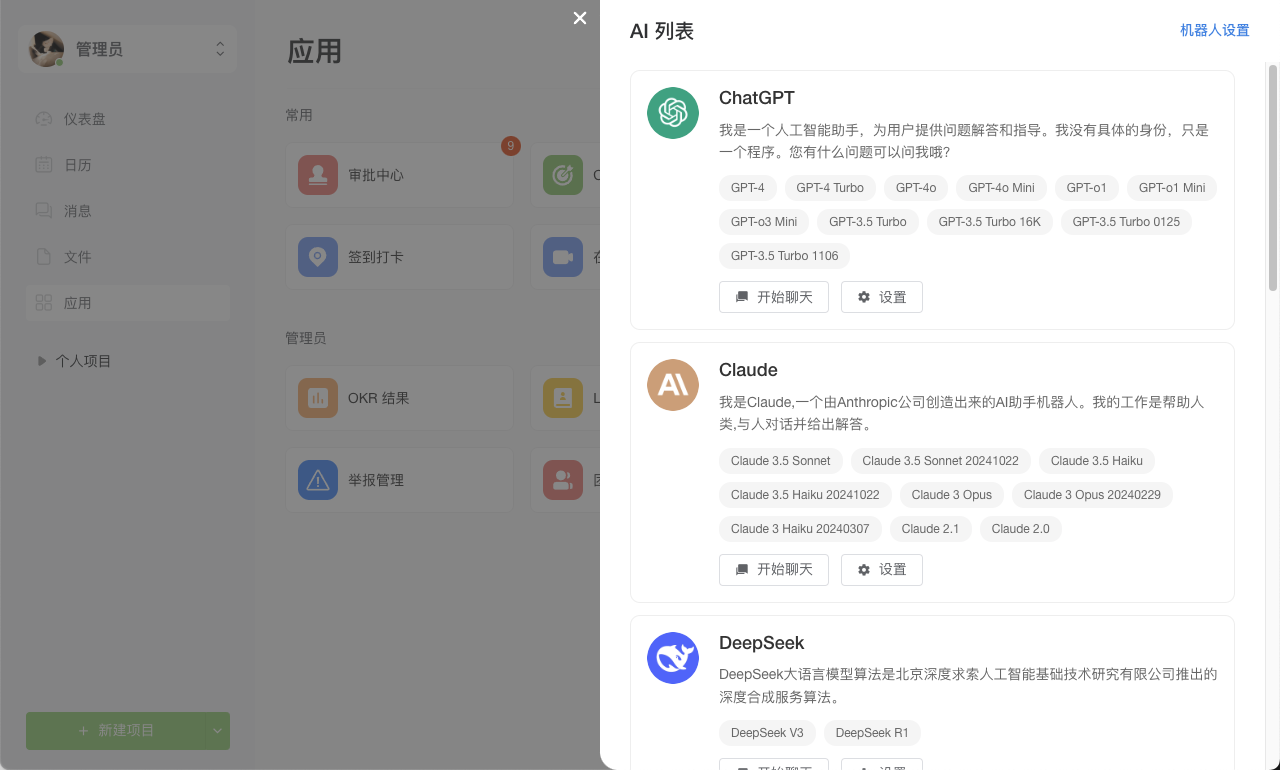 管理员
仪表盘
日历
消息
文件
应用
个人项目
新建项目
应用
常用
审批中心
9
签到打卡
管理员
OKR 结果
举报管理
AI 列表
机器人设置
ChatGPT
我是一个人工智能助手，为用户提供问题解答和指导。我没有具体的身份，只是
一个程序。您有什么问题可以问我哦?
GPT-4 GPT-4 Turbo GPT-4o GPT-4o Mini GPT-o1 GPT-o1 Mini
GPT-o3 Mini GPT-3.5 Turbo GPT-3.5 Turbo 16K GPT-3.5 Turbo 0125
GPT-3.5 Turbo 1106
开始聊天 设置
Claude
我是Claude,一个由Anthropic公司创造出来的AI助手机器人。我的工作是帮助人
类,与人对话并给出解答。
Claude 3.5 Sonnet Claude 3.5 Sonnet 20241022 Claude 3.5 Haiku
Claude 3.5 Haiku 20241022 Claude 3 Opus Claude 3 Opus 20240229
Claude 3 Haiku 20240307 Claude 2.1 Claude 2.0
开始聊天 设置
DeepSeek
DeepSeek大语言模型算法是北京深度求索人工智能基础技术研究有限公司推出的
深度合成服务算法。
DeepSeek V3 DeepSeek R1